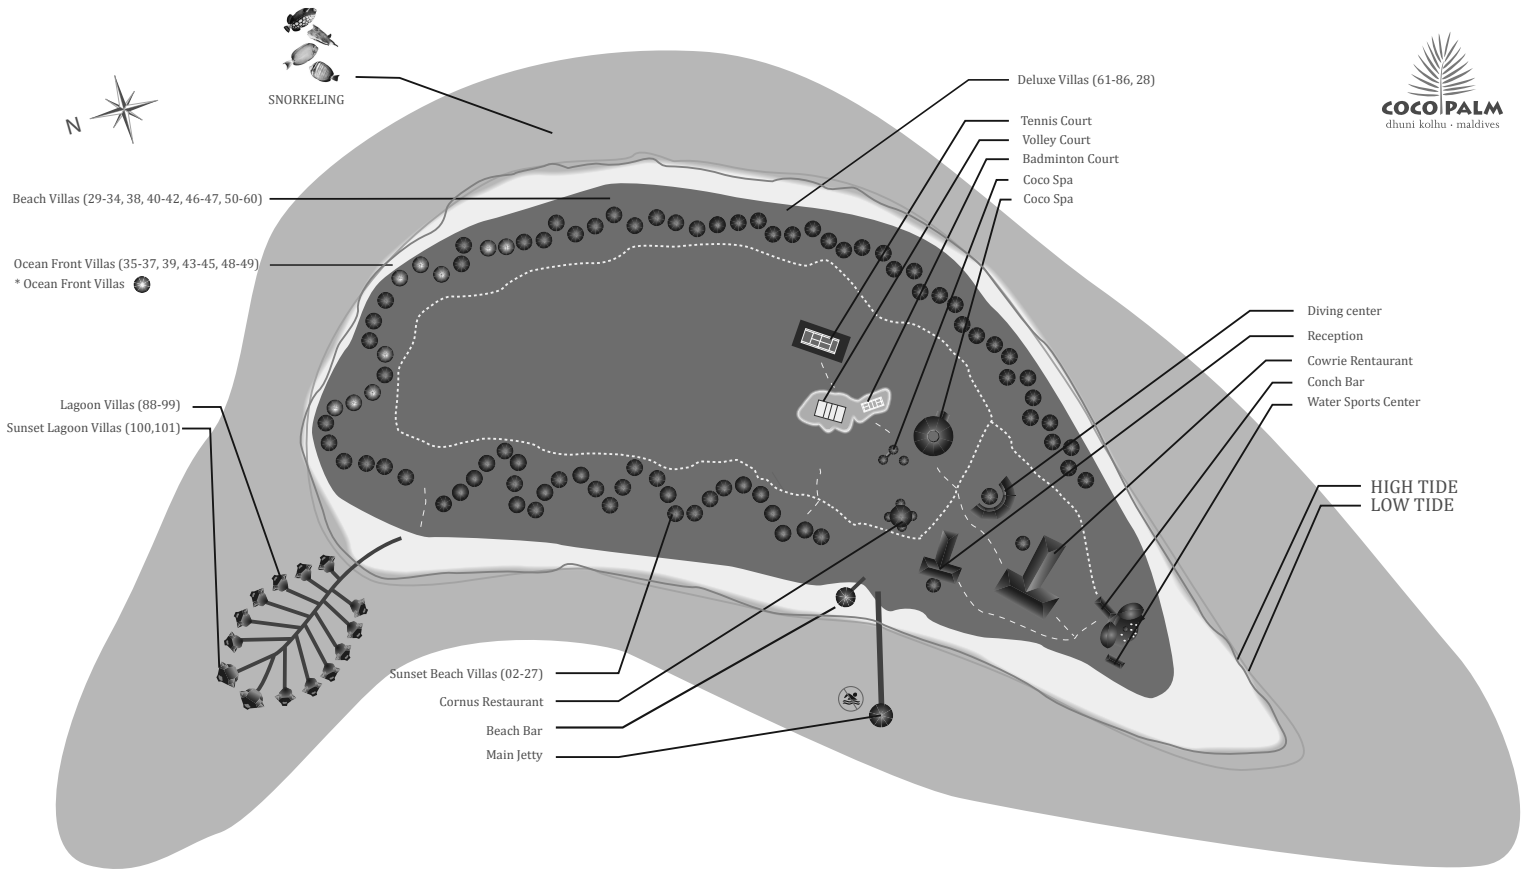 SNORKELING
N
COCO PALM
dhuni kolhu · maldives
Deluxe Villas (61-86, 28)
Tennis Court
Volley Court
Badminton Court
Coco Spa
Coco Spa
Beach Villas (29-34, 38, 40-42, 46-47, 50-60)
Ocean Front Villas (35-37, 39, 43-45, 48-49)
* Ocean Front Villas
Diving center
Reception
Cowrie Rentaurant
Conch Bar
Water Sports Center
Lagoon Villas (88-99)
Sunset Lagoon Villas (100,101)
HIGH TIDE
LOW TIDE
Sunset Beach Villas (02-27)
Cornus Restaurant
Beach Bar
Main Jetty